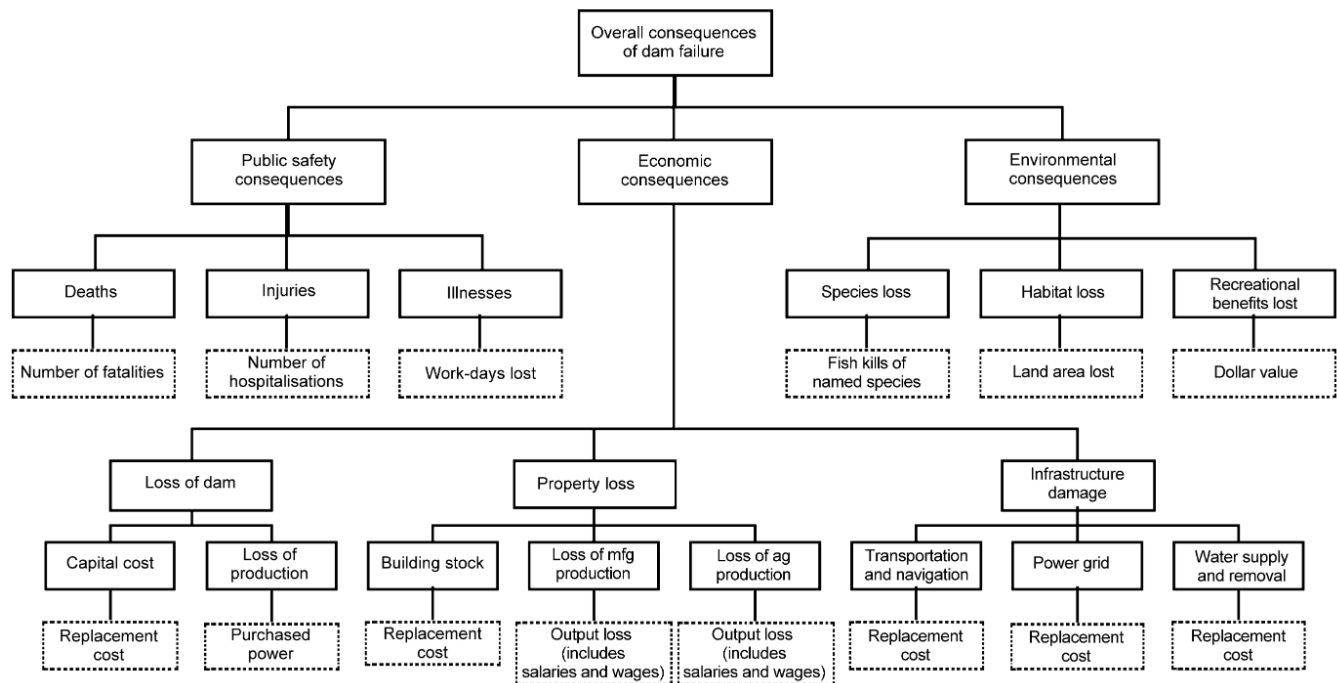 Overall consequences
of dam failure
Public safety
consequences
Economic
consequences
Environmental
consequences
Deaths
Injuries
Illnesses
Species loss
Habitat loss
Recreational
benefits lost
Number of fatalities
Number of
hospitalisations
Work-days lost
Fish kills of
named species
Land area lost
Dollar value
Loss of dam
Property loss
Infrastructure
damage
Capital cost
Loss of
production
Building stock
Loss of mfg
production
Loss of ag
production
Transportation
and navigation
Power grid
Water supply
and removal
Replacement
cost
Purchased
power
Replacement
cost
Output loss
(includes
salaries and wages)
Output loss
(includes
salaries and wages)
Replacement
cost
Replacement
cost
Replacement
cost